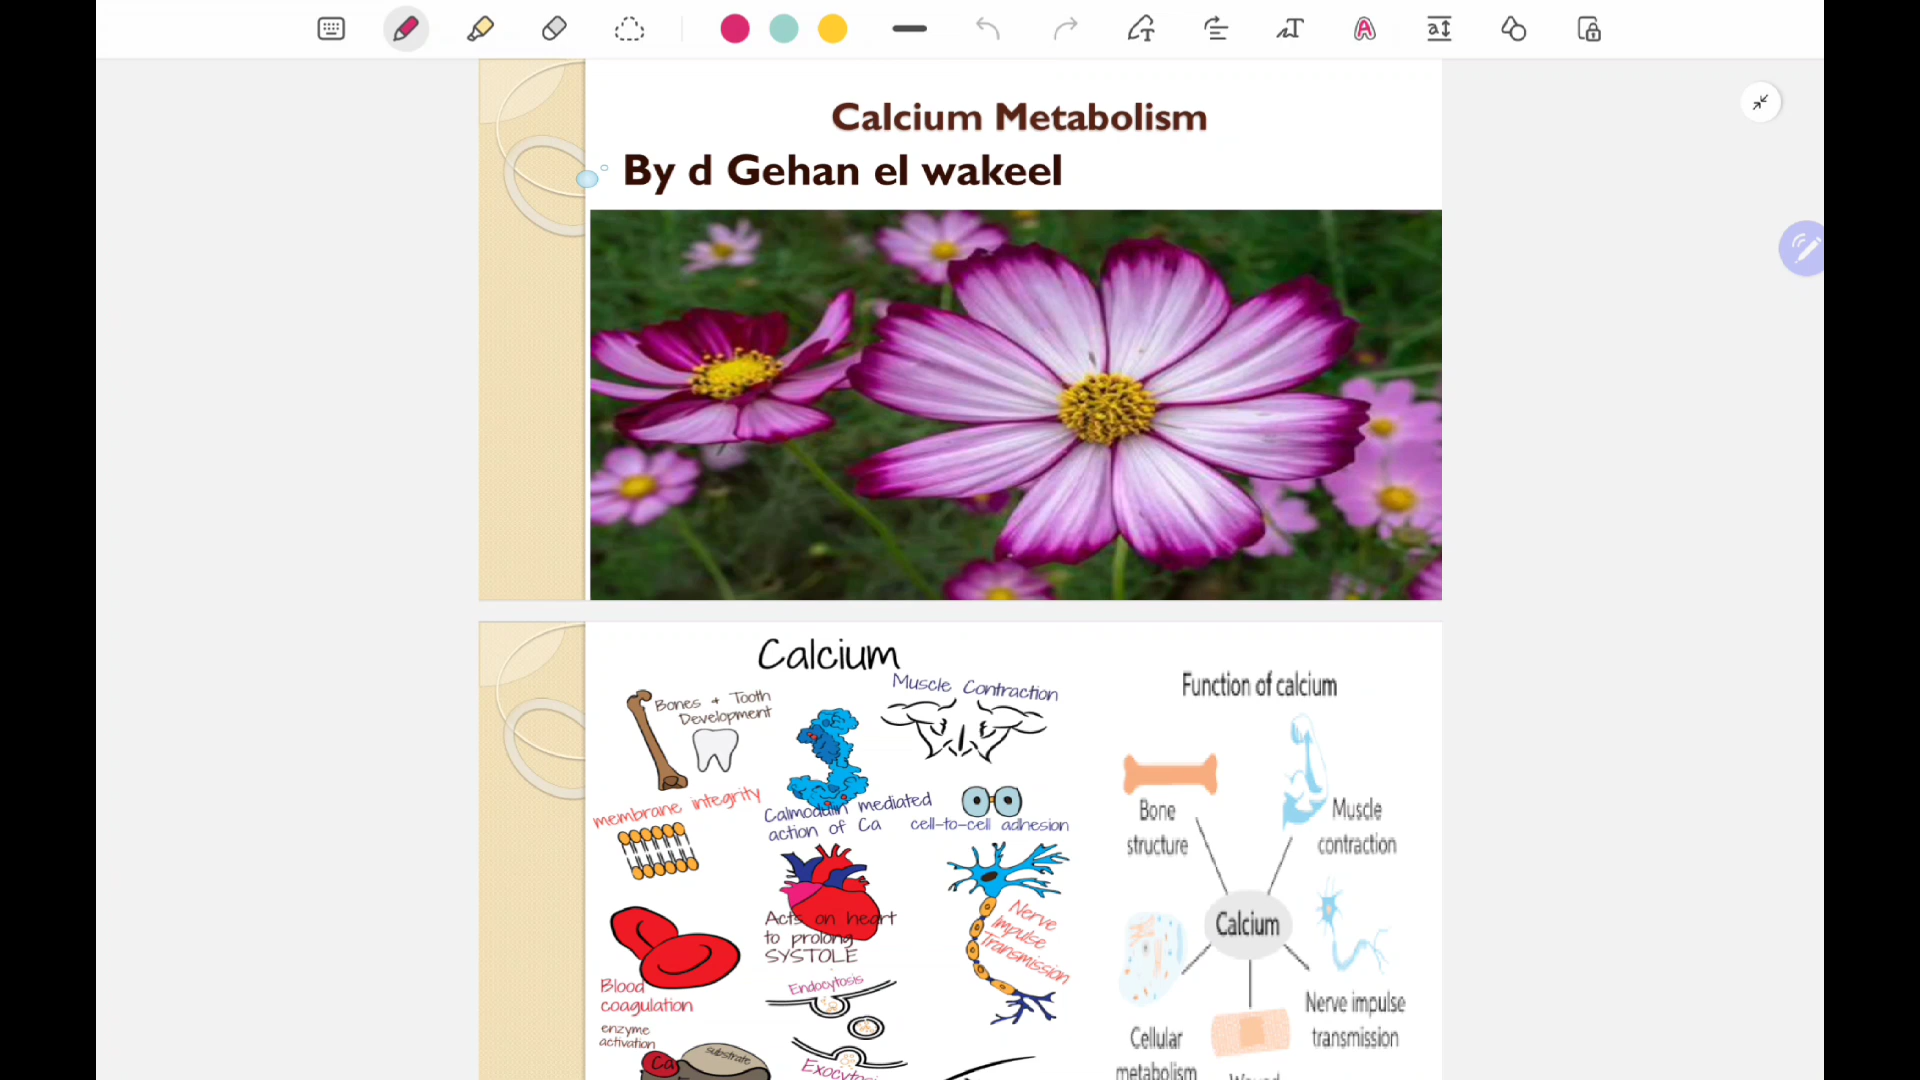 Calcium Metabolism
By d Gehan el wakeel
Calcium
Bones + Tooth
Development
Muscle Contraction
membrane integrity
Calmodulin mediated
action of Ca
cell-to-cell adhesion
Acts on heart
to prolong
SYSTOLE
Nerve
Impulse
Transmission
Blood
coagulation
Endocytosis
enzyme
activation
Ca
substrate
Function of calcium
Bone
structure
Muscle
contraction
Calcium
Nerve impulse
transmission
Cellular
metabolism